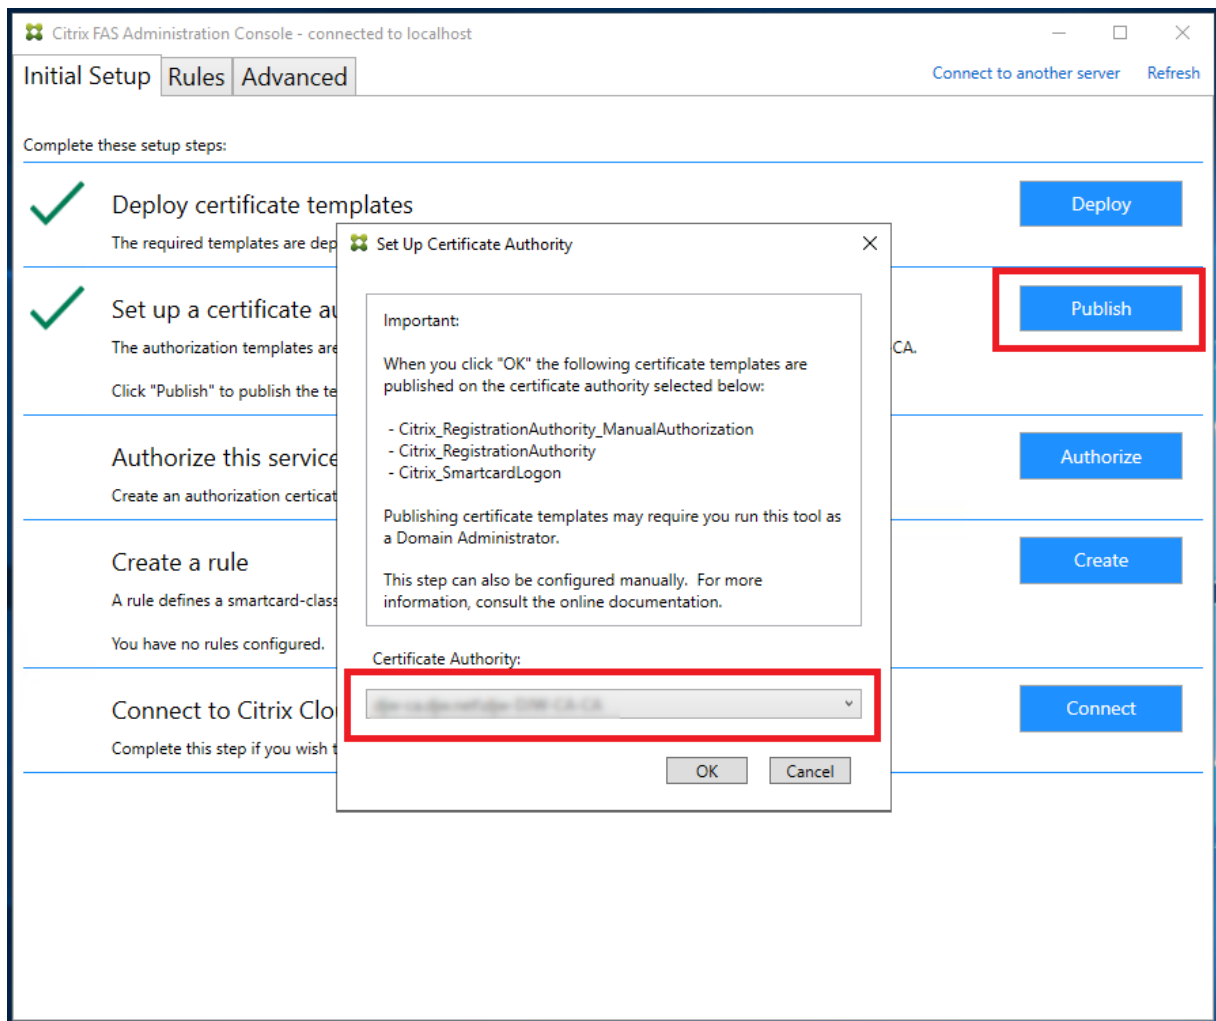 Citrix FAS Administration Console - connected to localhost
Initial Setup Rules Advanced
Connect to another server Refresh
Complete these setup steps:
Deploy certificate templates
Deploy
The required templates are dep
Set up a certificate au
Publish
The authorization templates are
CA.
Click "Publish" to publish the te
Authorize this service
Authorize
Create an authorization certicat
Create a rule
Create
A rule defines a smartcard-class
You have no rules configured.
Connect to Citrix Clo
Connect
Complete this step if you wish t
Set Up Certificate Authority
Important:
When you click "OK" the following certificate templates are
published on the certificate authority selected below:
- Citrix_RegistrationAuthority_ManualAuthorization
- Citrix_RegistrationAuthority
- Citrix_SmartcardLogon
Publishing certificate templates may require you run this tool as
a Domain Administrator.
This step can also be configured manually.  For more
information, consult the online documentation.
Certificate Authority:
OK Cancel